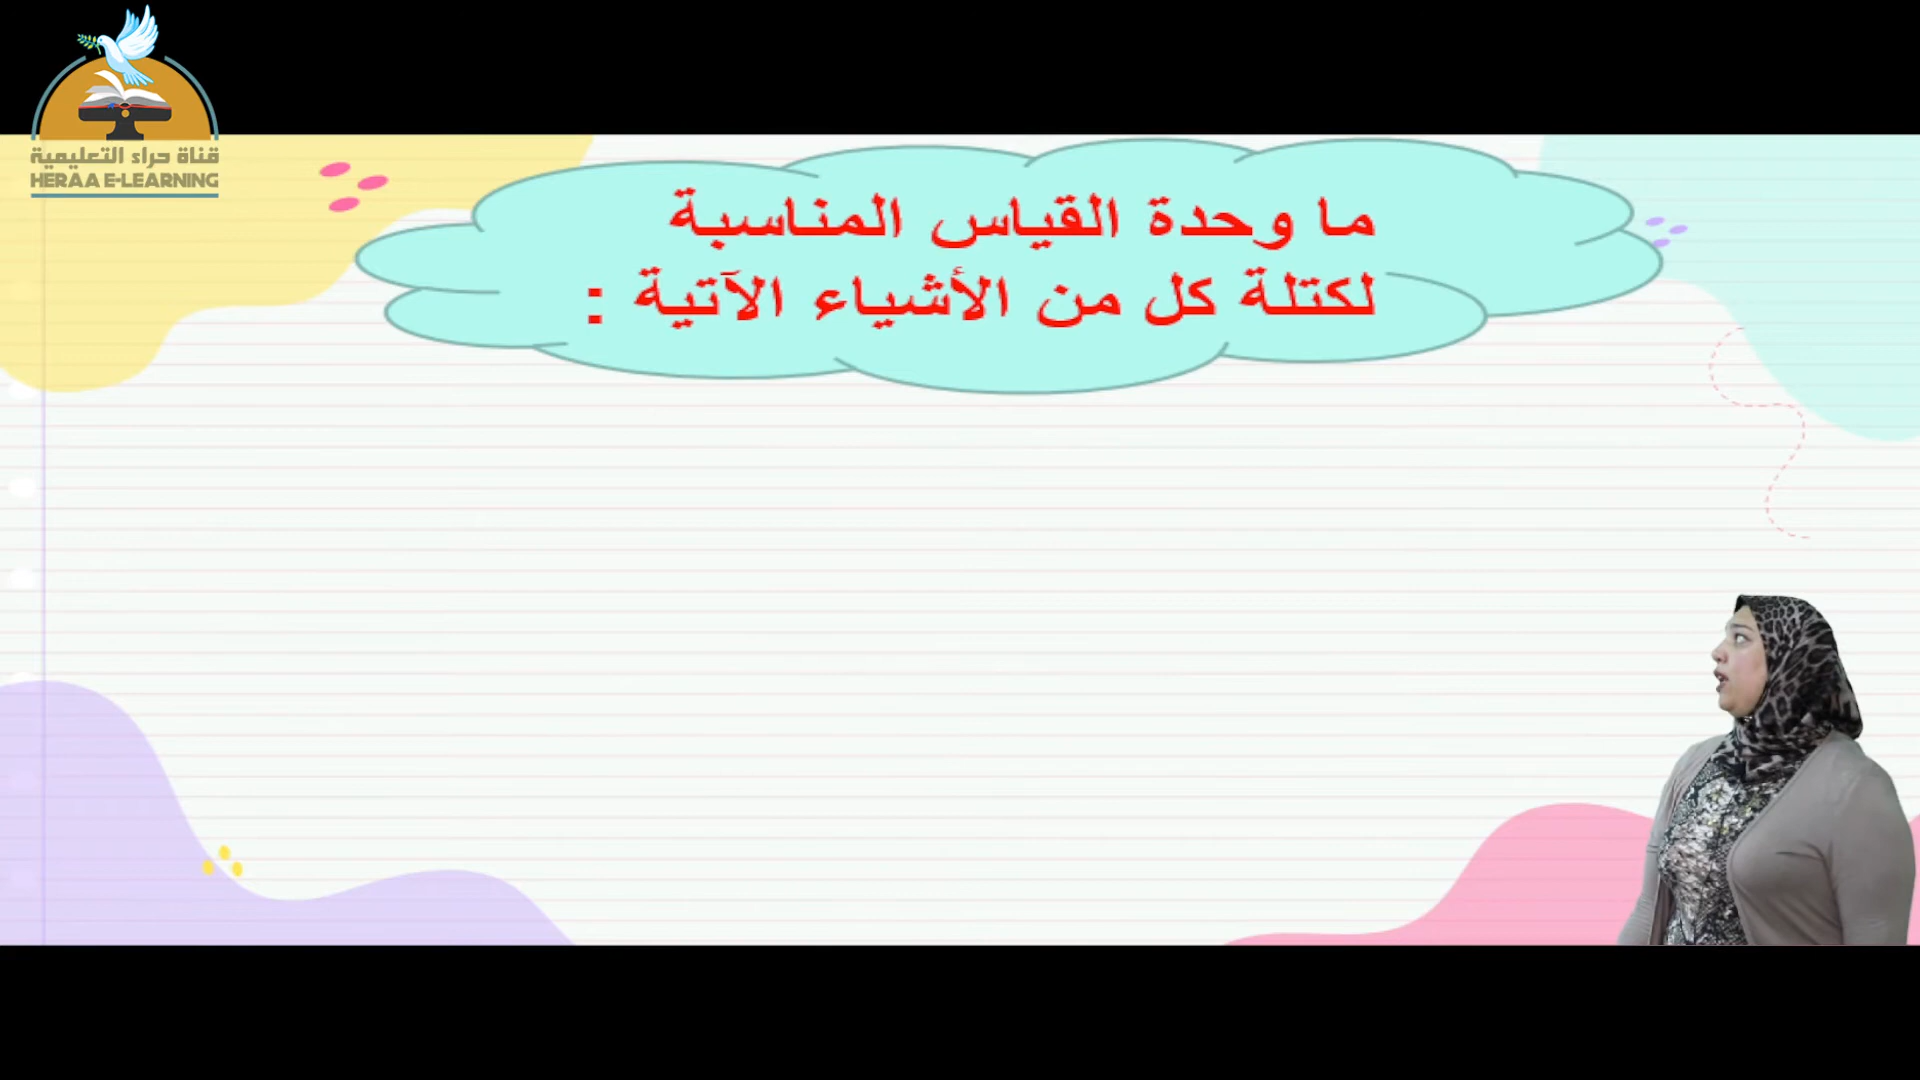 قناة حراء التعليمية
HERAA E-LEARNING
ما وحدة القياس المناسبة
لكتلة كل من الأشياء الآتية :